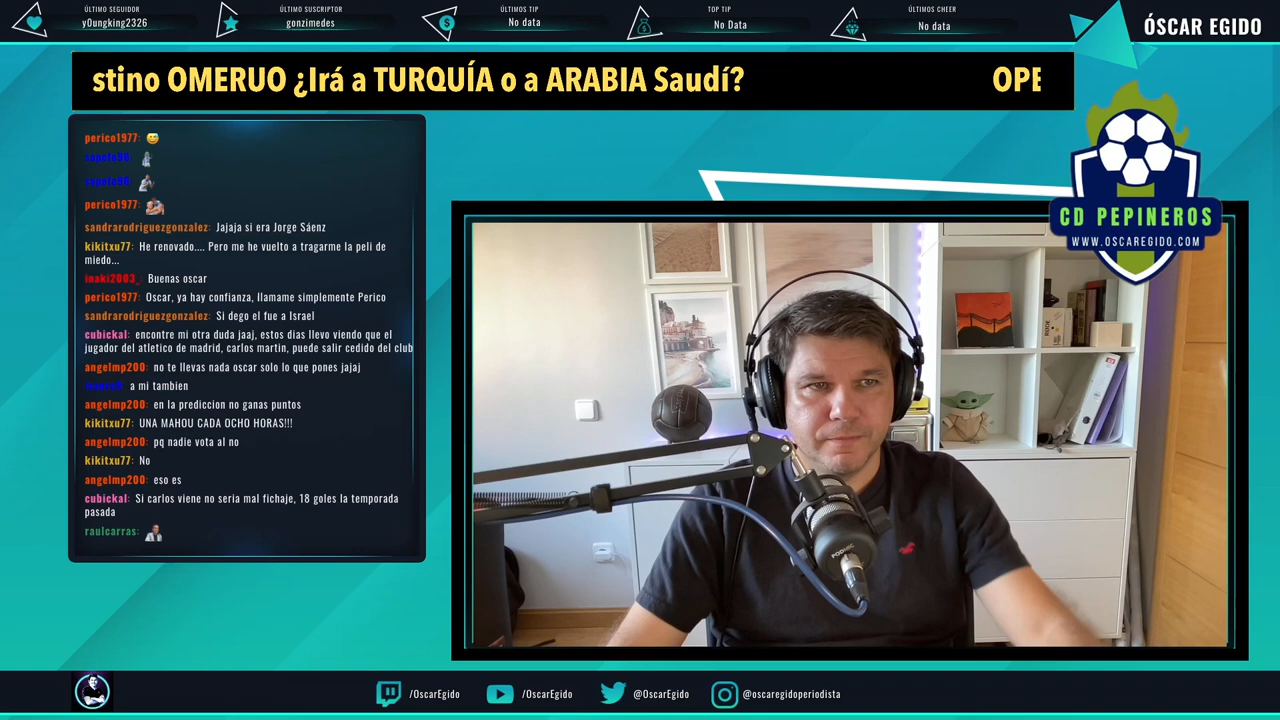 ÚLTIMO SEGUIDOR
y0ungking2326
ÚLTIMO SUSCRIPTOR
gonzimedes
ÚLTIMOS TIP
No data
TOP TIP
No Data
ÚLTIMOS CHEER
No data
ÓSCAR EGIDO
stino OMERUO ¿Irá a TURQUÍA o a ARABIA Saudí? OPE
perico1977:
perico1977:
sandrarodriguezgonzalez: Jajaja si era Jorge Sáenz
kikitxu77: He renovado.... Pero me he vuelto a tragarme la peli de
miedo...
inaki2003_: Buenas oscar
perico1977: Oscar, ya hay confianza, llamame simplemente Perico
sandrarodriguezgonzalez: Si dego el fue a Israel
cubickal: encontre mi otra duda jaaj, estos dias llevo viendo que el
jugador del atletico de madrid, carlos martin, puede salir cedido del club
angelmp200: no te llevas nada oscar solo lo que pones jajaj
a mi tambien
angelmp200: en la prediccion no ganas puntos
kikitxu77: UNA MAHOU CADA OCHO HORAS!!!
angelmp200: pq nadie vota al no
kikitxu77: No
angelmp200: eso es
cubickal: Si carlos viene no seria mal fichaje, 18 goles la temporada
pasada
raulcarras:
CD PEPINEROS
WWW.OSCAREGIDO.COM
RODE
PODMIC
/OscarEgido
/OscarEgido
@OscarEgido
@oscaregidoperiodista